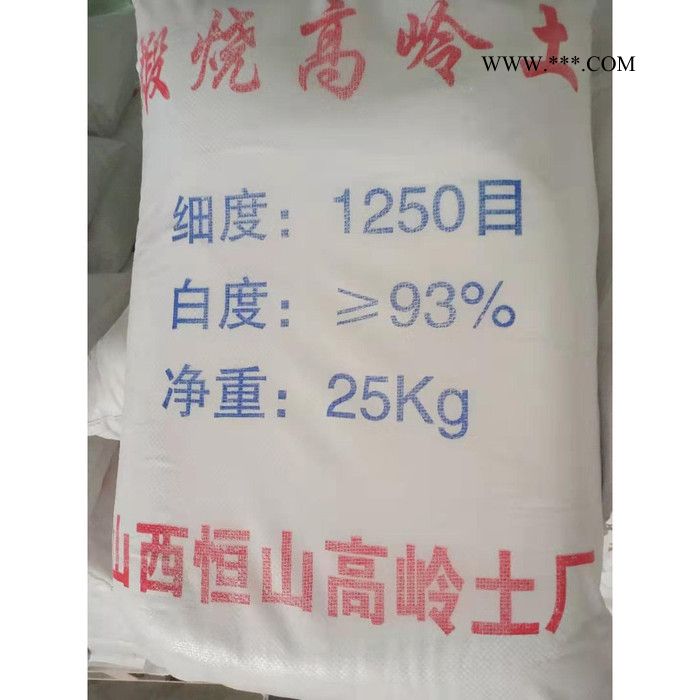 煅烧高岭土
WWW.***.COM
细度：1250目
白度：≥93%
净重：25Kg
山西恒山高岭土厂